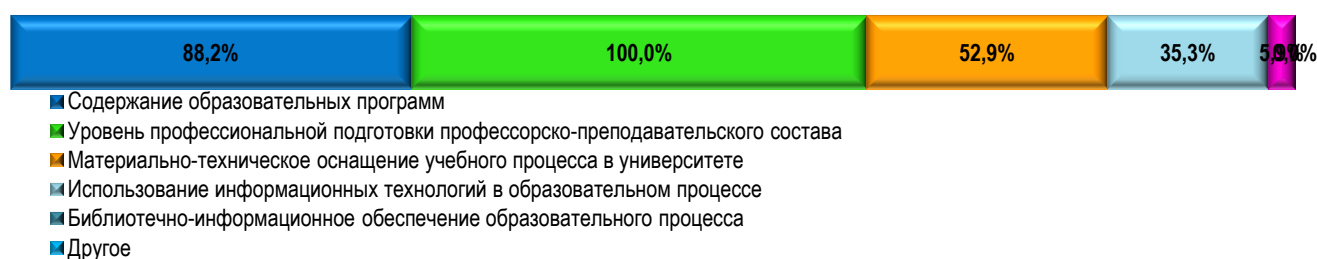 88,2% 100,0% 52,9% 35,3%
Содержание образовательных программ
Уровень профессиональной подготовки профессорско-преподавательского состава
Материально-техническое оснащение учебного процесса в университете
Использование информационных технологий в образовательном процессе
Библиотечно-информационное обеспечение образовательного процесса
Другое